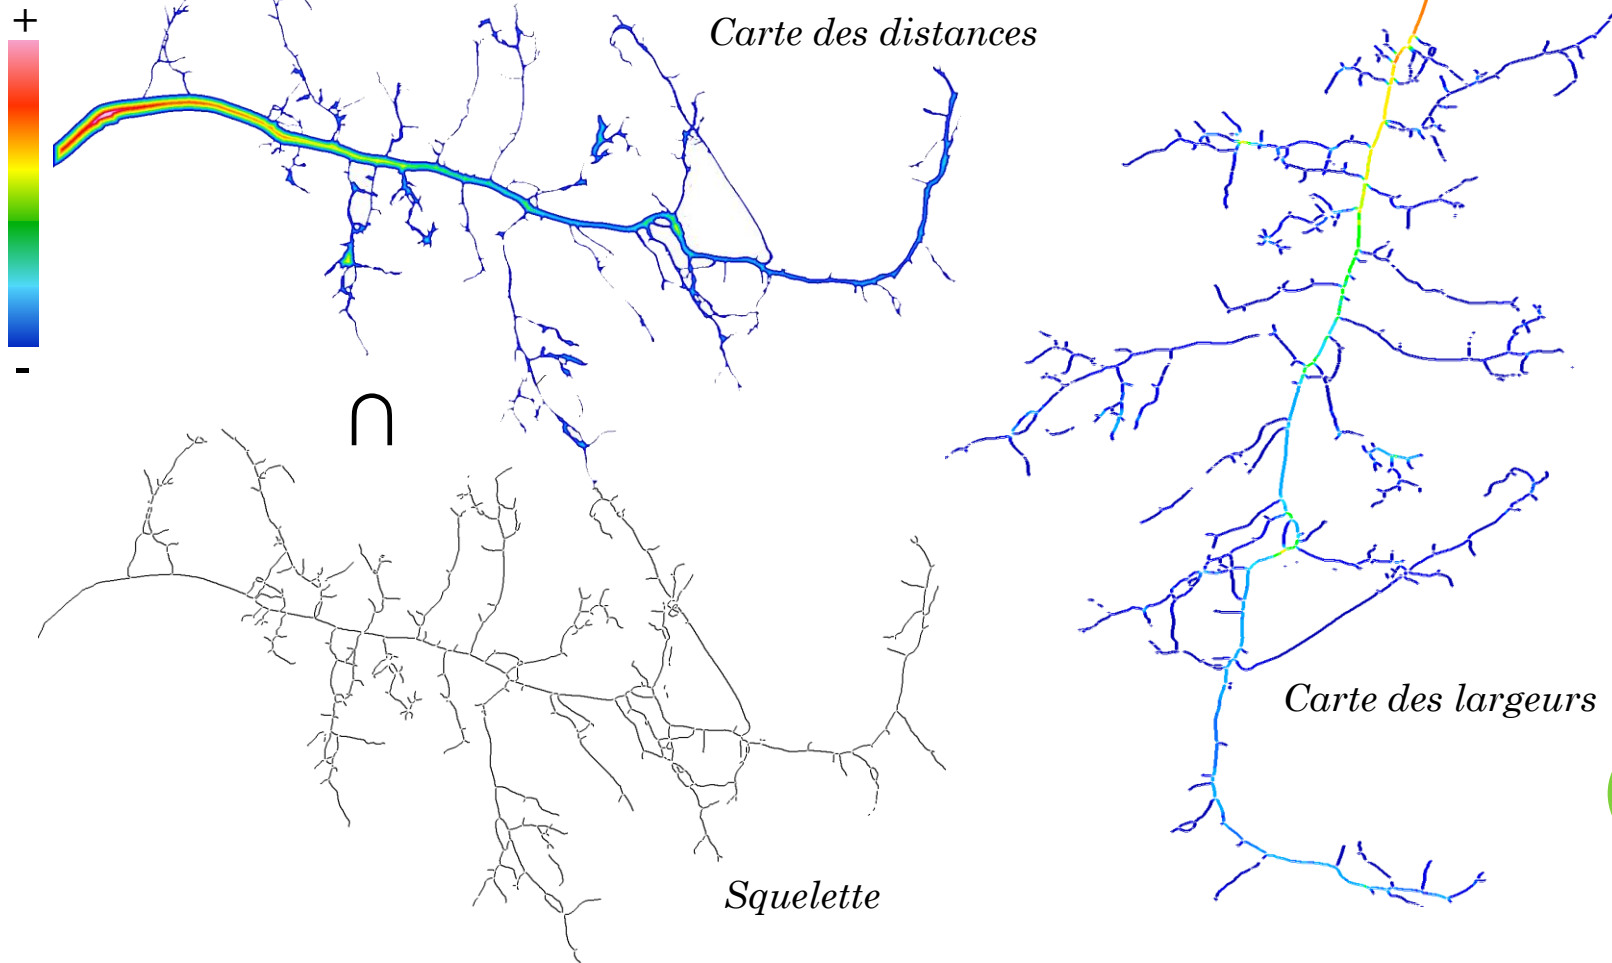 +
Carte des distances
-
∩
Carte des largeurs
Squelette